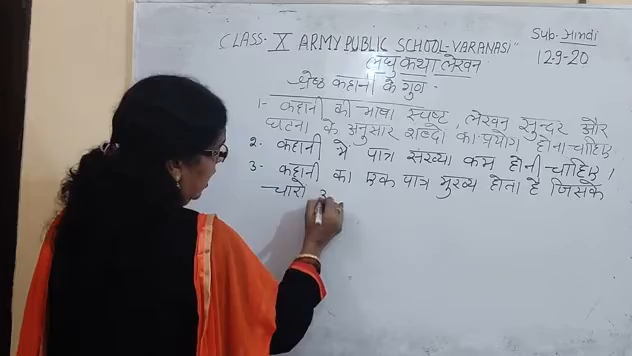 Sub. Hindi
CLASS- X ARMY PUBLIC SCHOOL-VARANASI"
12-9-20
लघु कथा लेखन
श्रेष्ठ कहानी के गुण -
1- कहानी की भाषा स्पष्ट, लेखन सुन्दर और
घटना के अनुसार शब्दों का प्रयोग होना चाहिए
2- कहानी में पात्र संख्या कम होनी चाहिए।
3- कहानी का एक पात्र मुख्य होता है जिसके
चारों